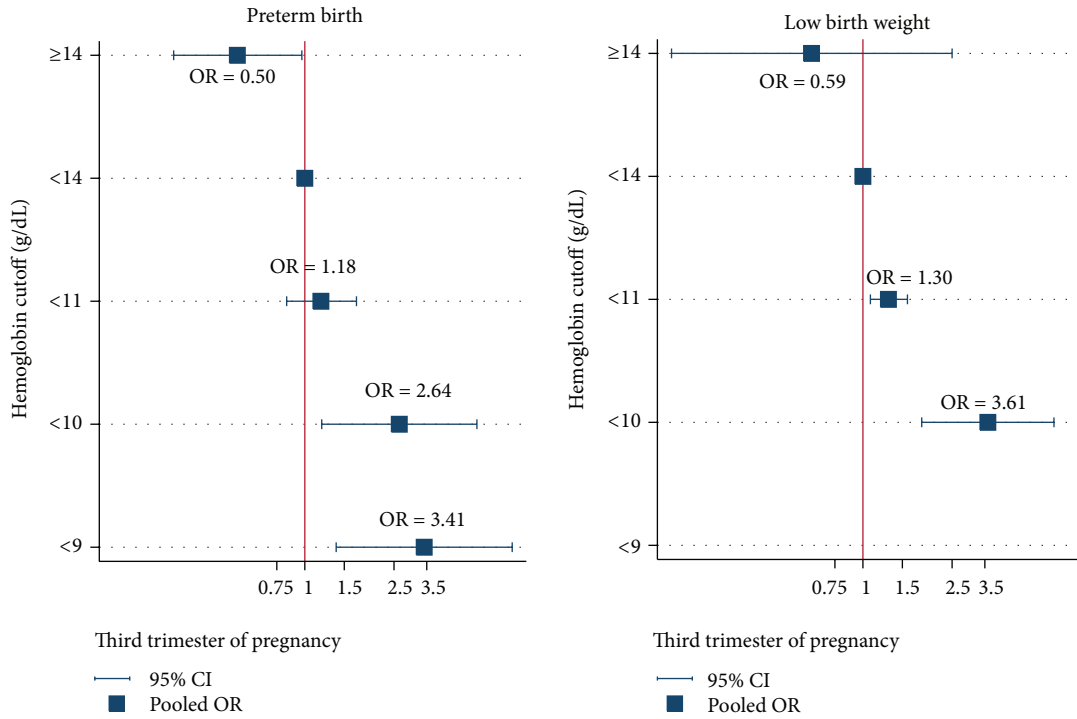 Preterm birth
Hemoglobin cutoff (g/dL)
≥14
<14
<11
<10
<9
OR = 0.50
OR = 1.18
OR = 2.64
OR = 3.41
0.75 1 1.5 2.5 3.5
Third trimester of pregnancy
95% CI
Pooled OR
Low birth weight
Hemoglobin cutoff (g/dL)
≥14
<14
<11
<10
<9
OR = 0.59
OR = 1.30
OR = 3.61
0.75 1 1.5 2.5 3.5
Third trimester of pregnancy
95% CI
Pooled OR